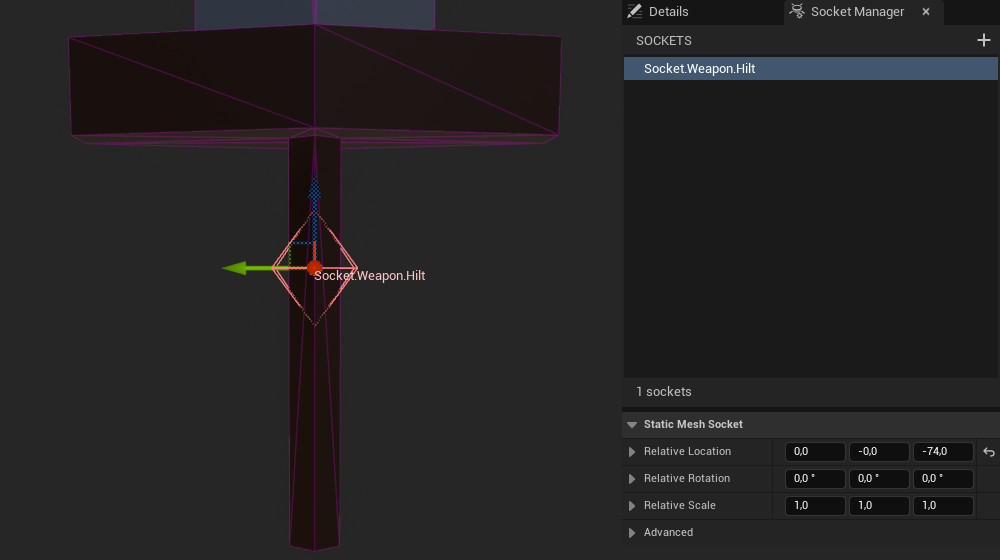 Details
Socket Manager
SOCKETS
Socket.Weapon.Hilt
Socket.Weapon.Hilt
1 sockets
Static Mesh Socket
Relative Location 0,0 -0,0 -74,0
Relative Rotation 0,0 ° 0,0 ° 0,0 °
Relative Scale 1,0 1,0 1,0
Advanced